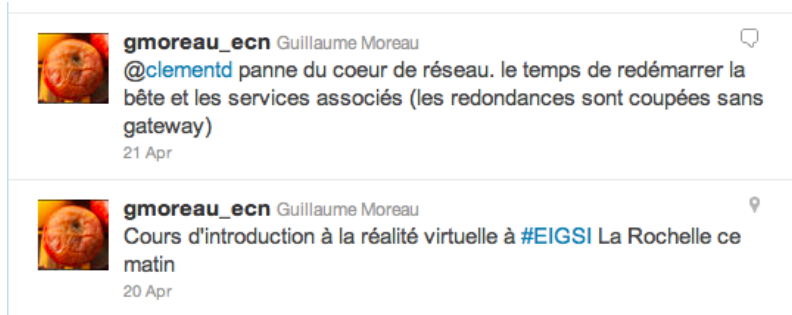 gmoreau_ecn Guillaume Moreau
@clementd panne du coeur de réseau. le temps de redémarrer la
bête et les services associés (les redondances sont coupées sans
gateway)
21 Apr
gmoreau_ecn Guillaume Moreau
Cours d'introduction à la réalité virtuelle à #EIGSI La Rochelle ce
matin
20 Apr